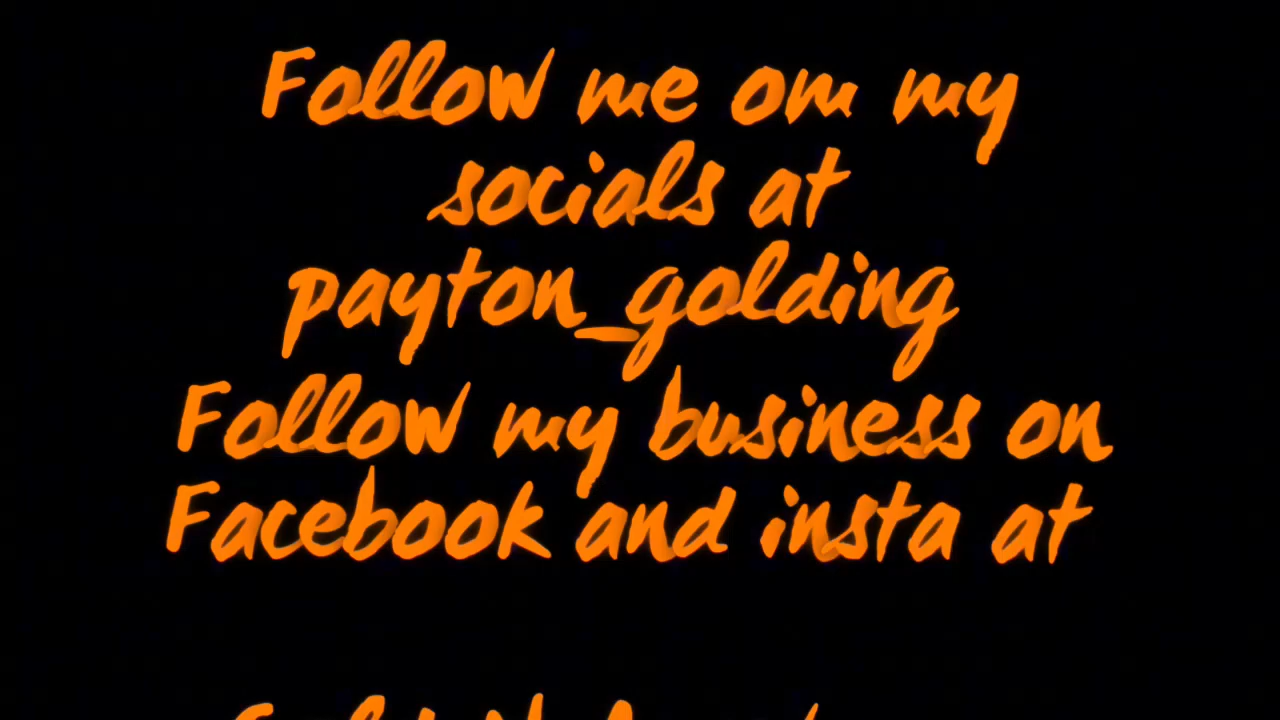 Follow me om my
socials at
payton_golding
Follow my business on
Facebook and insta at